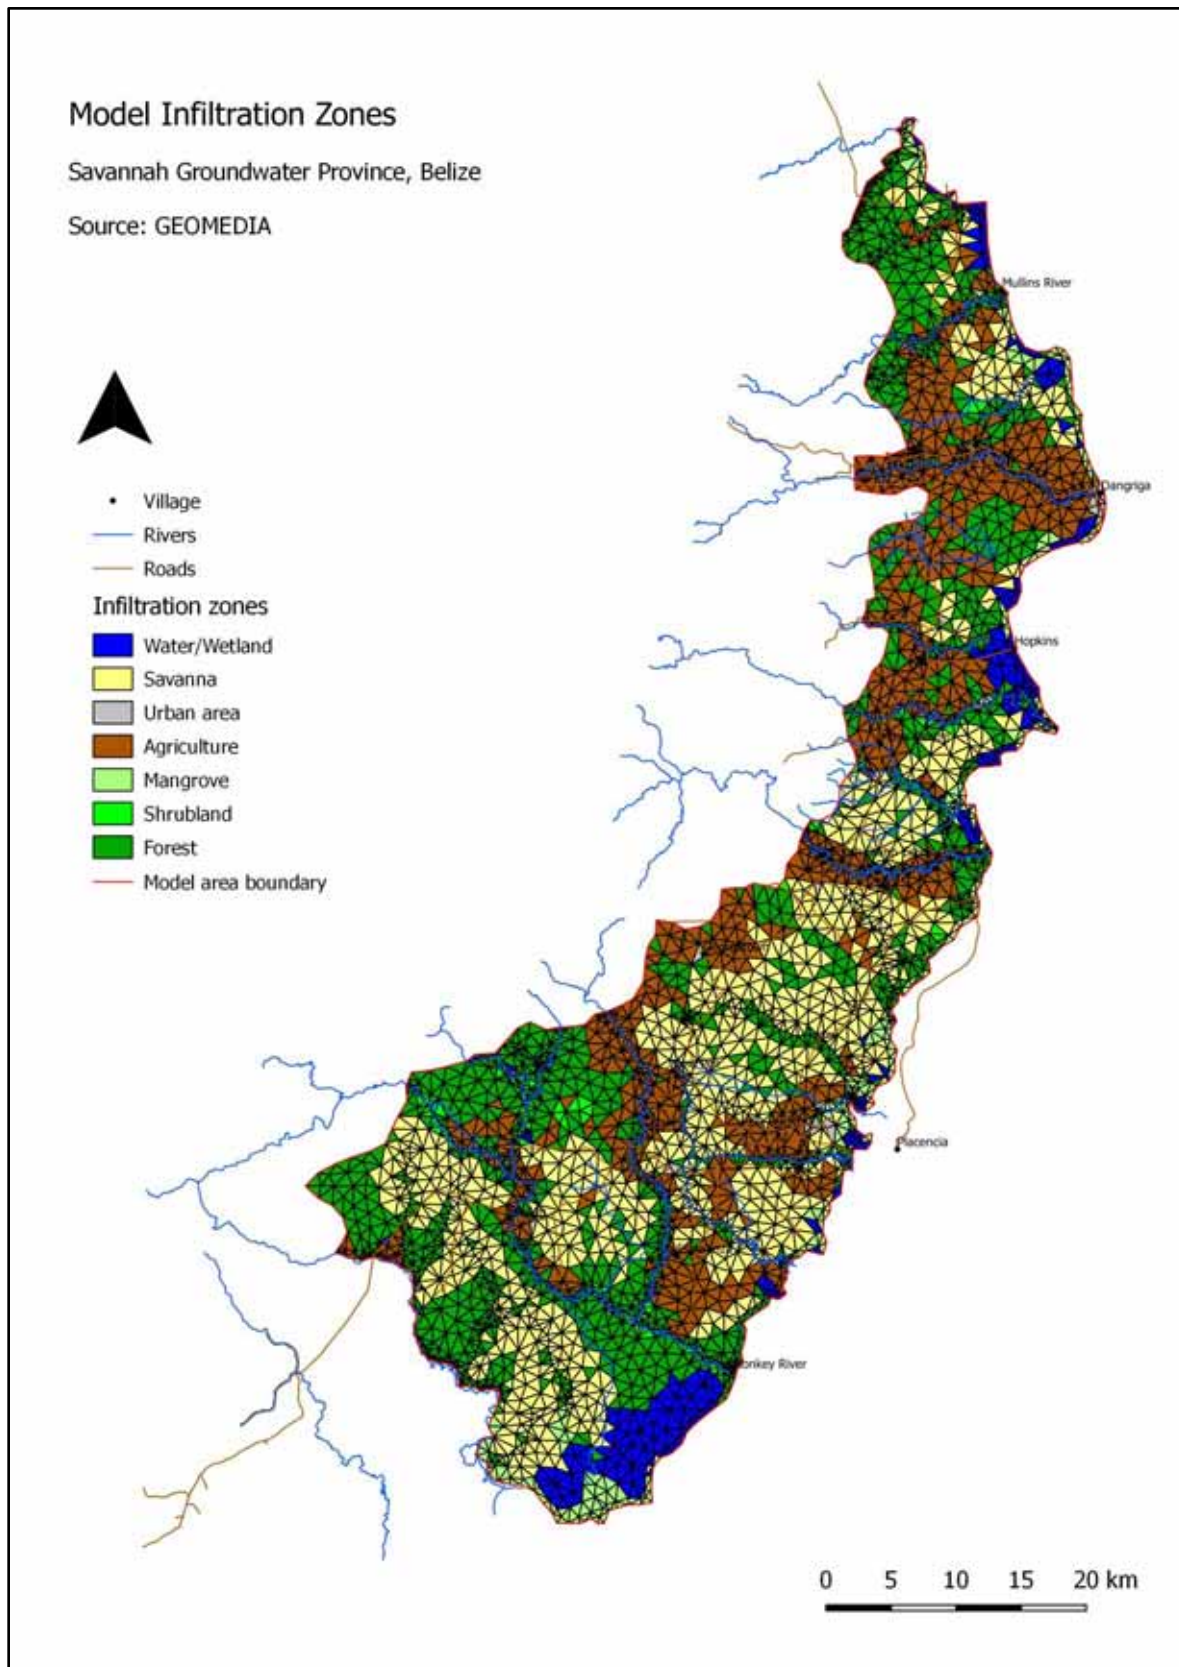 Model Infiltration Zones
Savannah Groundwater Province, Belize
Source: GEOMEDIA
Mullins River
Dangriga
Village
Rivers
Roads
Infiltration zones
Water/Wetland
Savanna
Urban area
Agriculture
Mangrove
Shrubland
Forest
Model area boundary
Hopkins
Placencia
River
0 5 10 15 20 km